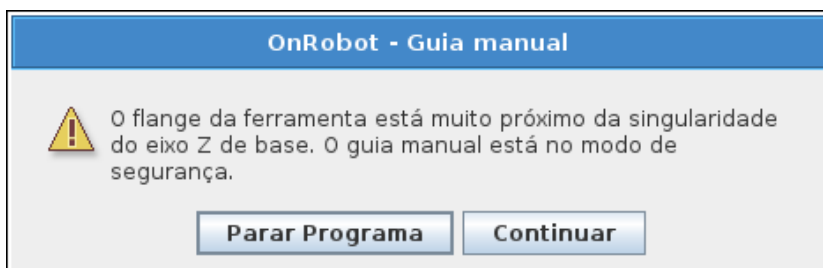 OnRobot - Guia manual
O flange da ferramenta está muito próximo da singularidade
do eixo Z de base. O guia manual está no modo de
segurança.
Parar Programa
Continuar